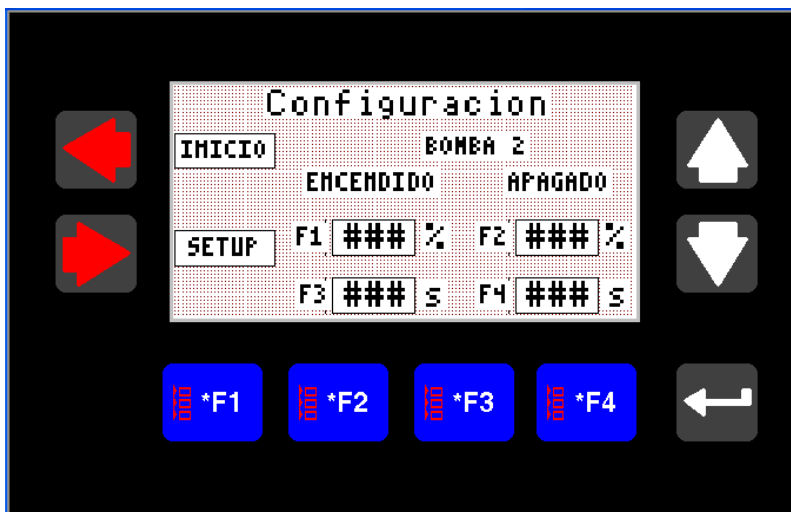 Configuracion
INICIO
BOMBA 2
ENCENDIDO APAGADO
SETUP
F1 ### % F2 ### %
F3 ### s F4 ### s
*F1 *F2 *F3 *F4